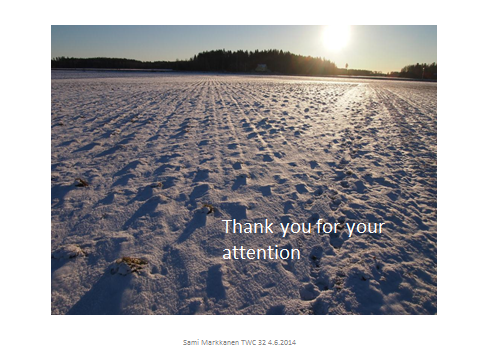 Thank you for your
attention
Sami Markkanen TWC 32 4.6.2014